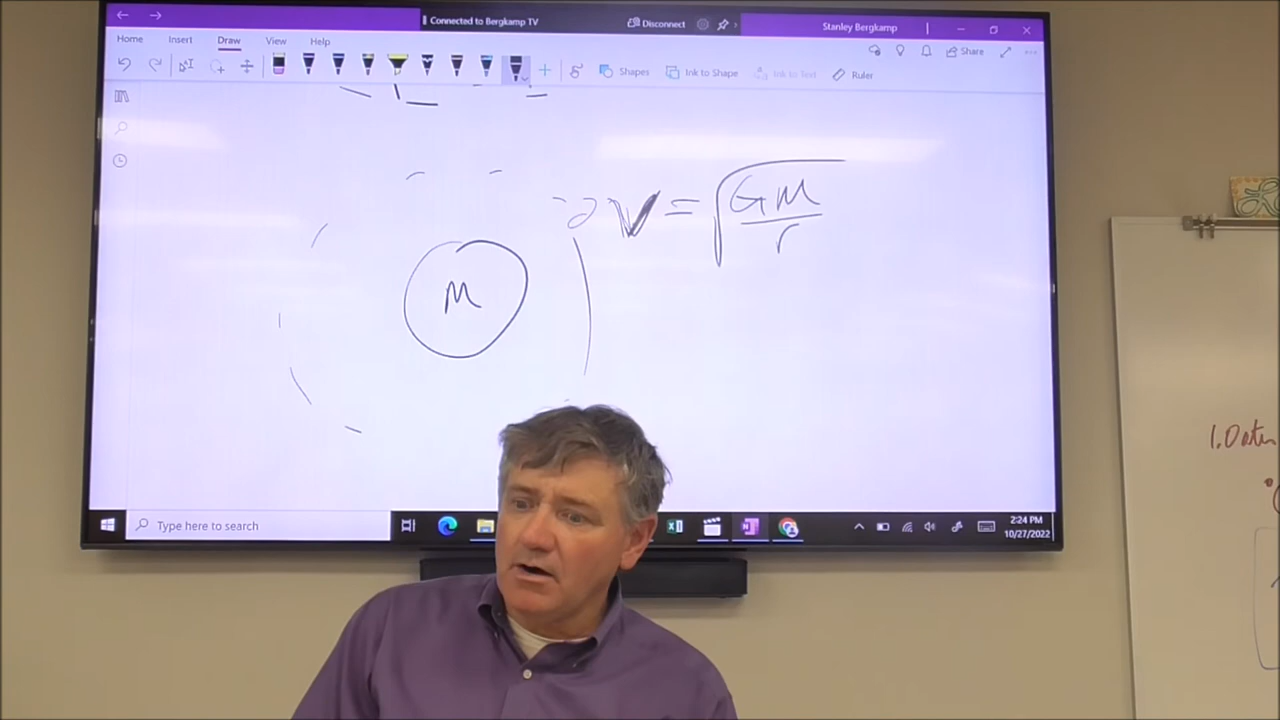 Connected to Bergkamp TV
Disconnect
Stanley Bergkamp
Home Insert Draw View Help
Share
Shapes
Ink to Shape
Ink to Text
Ruler
V = √(GM/r)
M
1. Dates
Type here to search
2:24 PM
10/27/2022